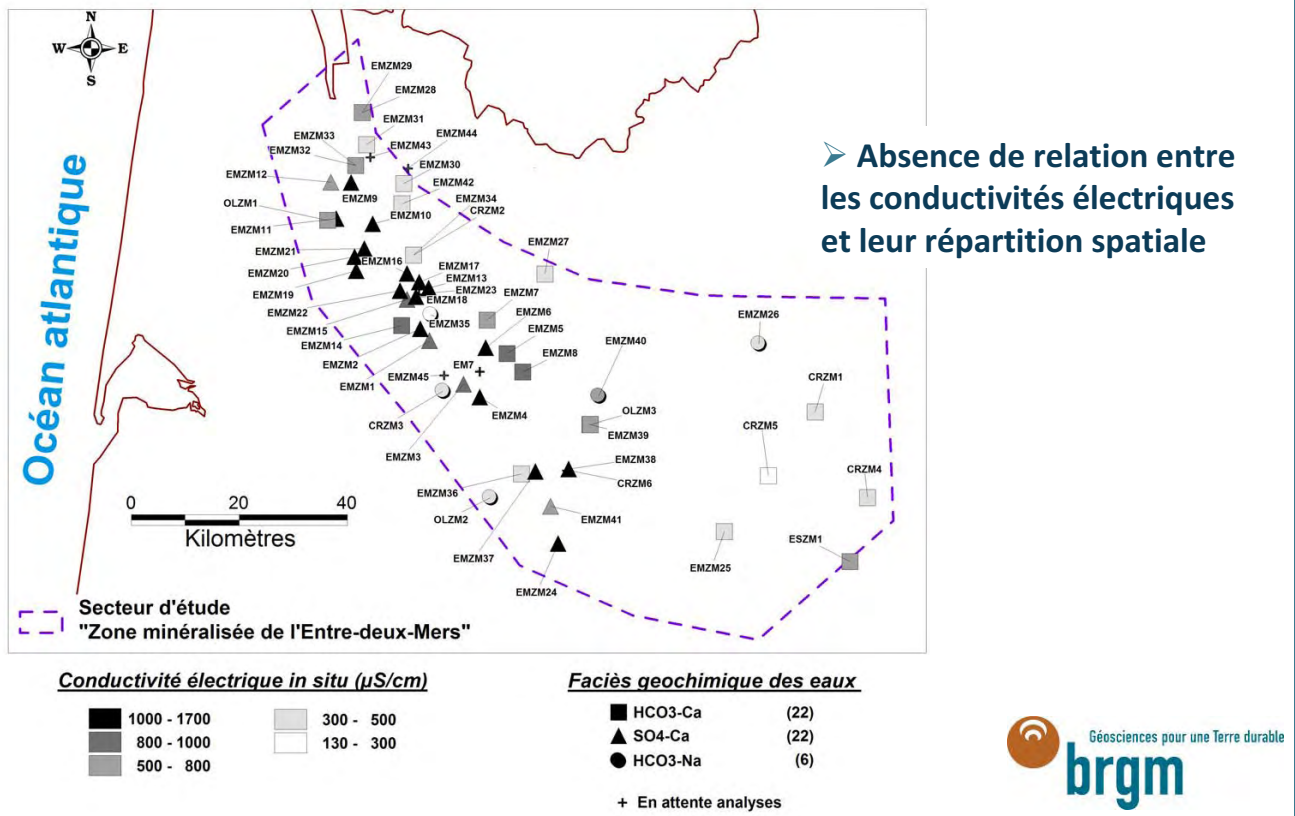 N
W E
S
Océan atlantique
EMZM29
EMZM28
EMZM31
EMZM33
EMZM43
EMZM44
EMZM32
EMZM30
EMZM12
EMZM9
EMZM42
OLZM1
EMZM34
EMZM10
CRZM2
EMZM11
EMZM21
EMZM16
EMZM17
EMZM27
EMZM20
EMZM13
EMZM19
EMZM23
EMZM18
EMZM7
EMZM22
EMZM6
EMZM26
EMZM15
EMZM35
EMZM5
EMZM14
EMZM40
EMZM8
EMZM2
EM7
EMZM1
EMZM45
CRZM1
OLZM3
EMZM4
CRZM3
EMZM39
CRZM5
EMZM3
EMZM38
CRZM4
CRZM6
EMZM36
OLZM2
EMZM41
ESZM1
EMZM37
EMZM25
EMZM24
0 20 40
Kilomètres
Secteur d'étude
"Zone minéralisée de l'Entre-deux-Mers"
➢ Absence de relation entre
les conductivités électriques
et leur répartition spatiale
Conductivité électrique in situ (µS/cm)
1000 - 1700
800 - 1000
500 - 800
300 - 500
130 - 300
Faciès geochimique des eaux
HCO3-Ca (22)
SO4-Ca (22)
HCO3-Na (6)
+ En attente analyses
Géosciences pour une Terre durable
brgm